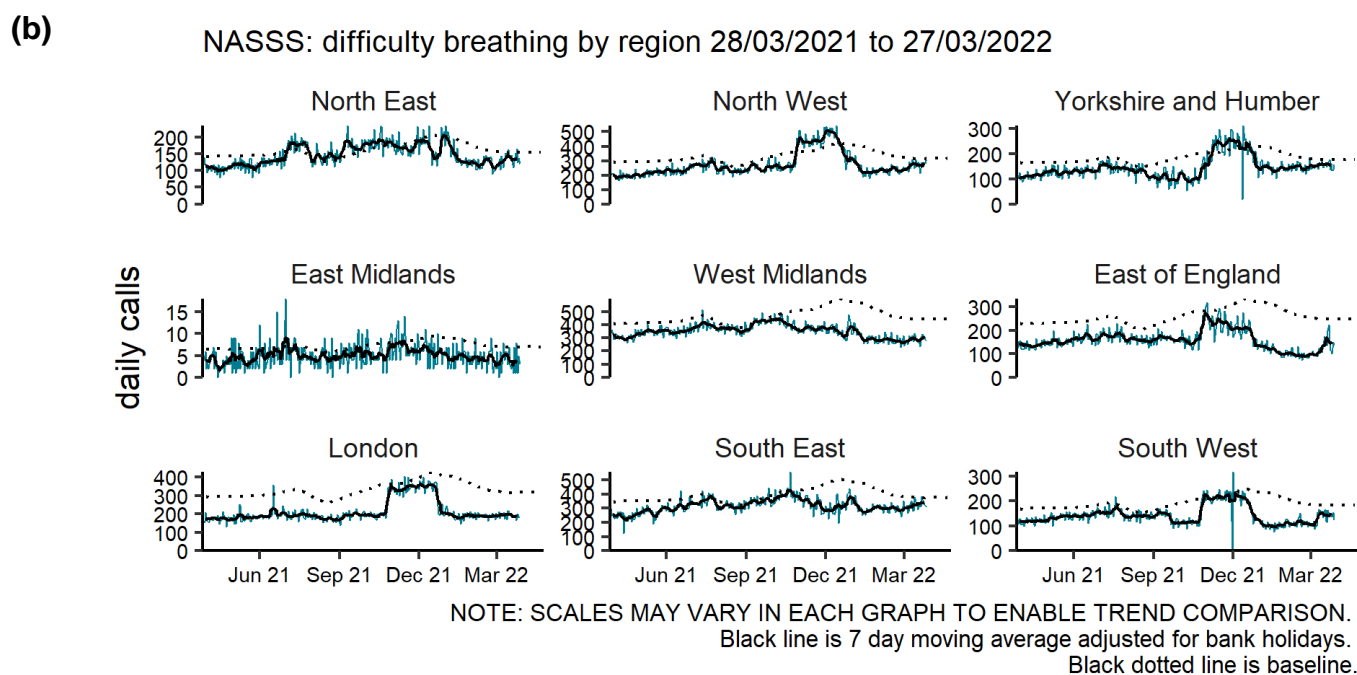 (b)
NASSS: difficulty breathing by region 28/03/2021 to 27/03/2022
daily calls
North East
200
150
100
50
0
North West
500
400
300
200
100
0
Yorkshire and Humber
300
200
100
0
East Midlands
15
10
5
0
West Midlands
500
400
300
200
100
0
East of England
300
200
100
0
London
400
300
200
100
0
Jun 21 Sep 21 Dec 21 Mar 22
South East
500
400
300
200
100
0
Jun 21 Sep 21 Dec 21 Mar 22
South West
300
200
100
0
Jun 21 Sep 21 Dec 21 Mar 22
NOTE: SCALES MAY VARY IN EACH GRAPH TO ENABLE TREND COMPARISON.
Black line is 7 day moving average adjusted for bank holidays.
Black dotted line is baseline.